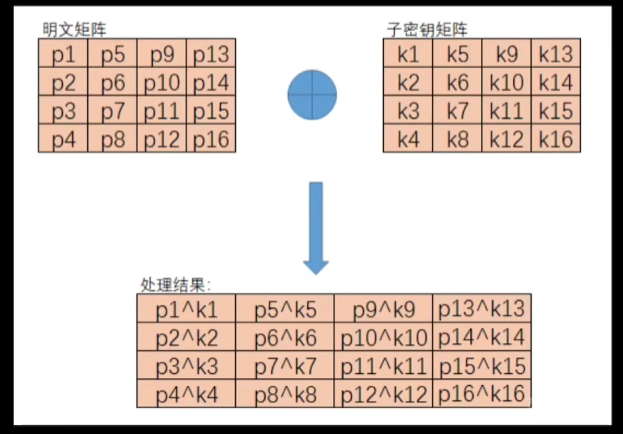 明文矩阵
p1 p5 p9 p13
p2 p6 p10 p14
p3 p7 p11 p15
p4 p8 p12 p16
子密钥矩阵
k1 k5 k9 k13
k2 k6 k10 k14
k3 k7 k11 k15
k4 k8 k12 k16
处理结果:
p1^k1 p5^k5 p9^k9 p13^k13
p2^k2 p6^k6 p10^k10 p14^k14
p3^k3 p7^k7 p11^k11 p15^k15
p4^k4 p8^k8 p12^k12 p16^k16